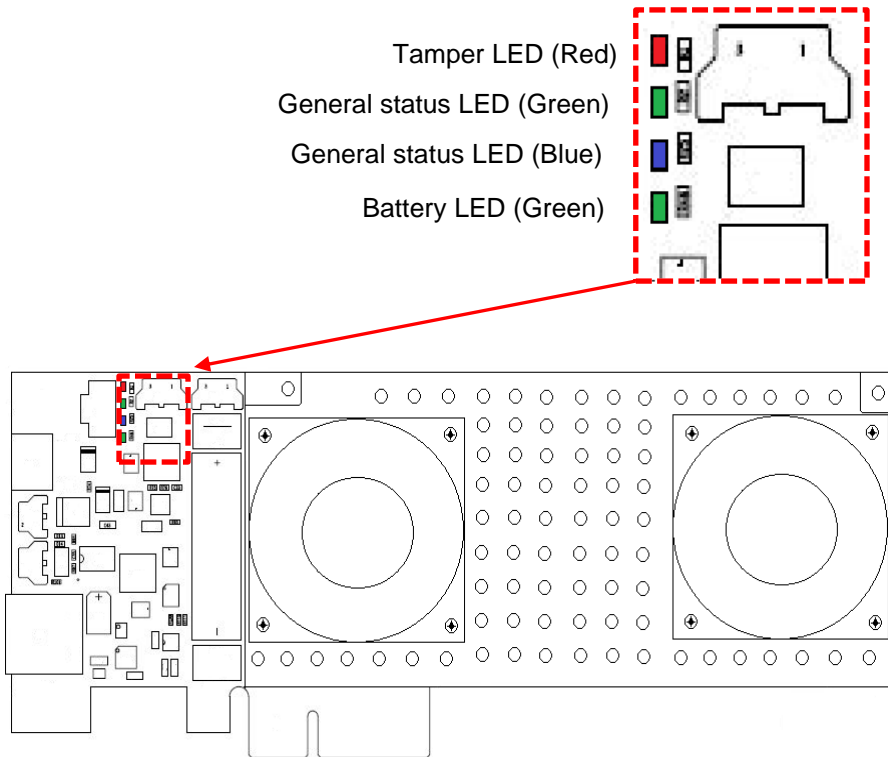 Tamper LED (Red)
General status LED (Green)
General status LED (Blue)
Battery LED (Green)
+
+